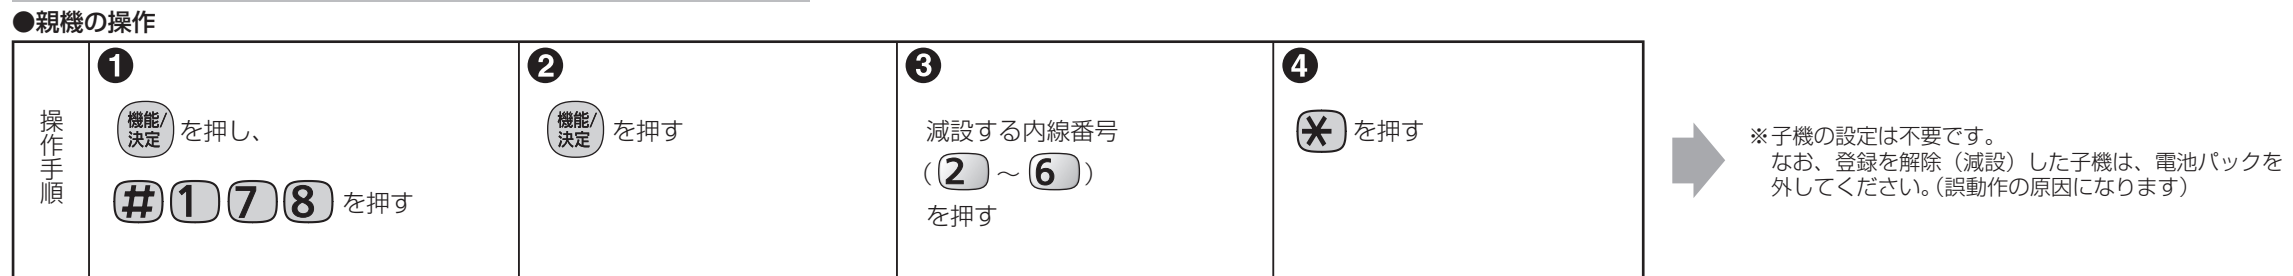 ●親機の操作
操作手順
❶
機能/
決定
を押し、
#178を押す
❷
機能/
決定
を押す
❸
減設する内線番号
(2～6)
を押す
❹
＊を押す
※子機の設定は不要です。
なお、登録を解除（減設）した子機は、電池パックを
外してください。（誤動作の原因になります）